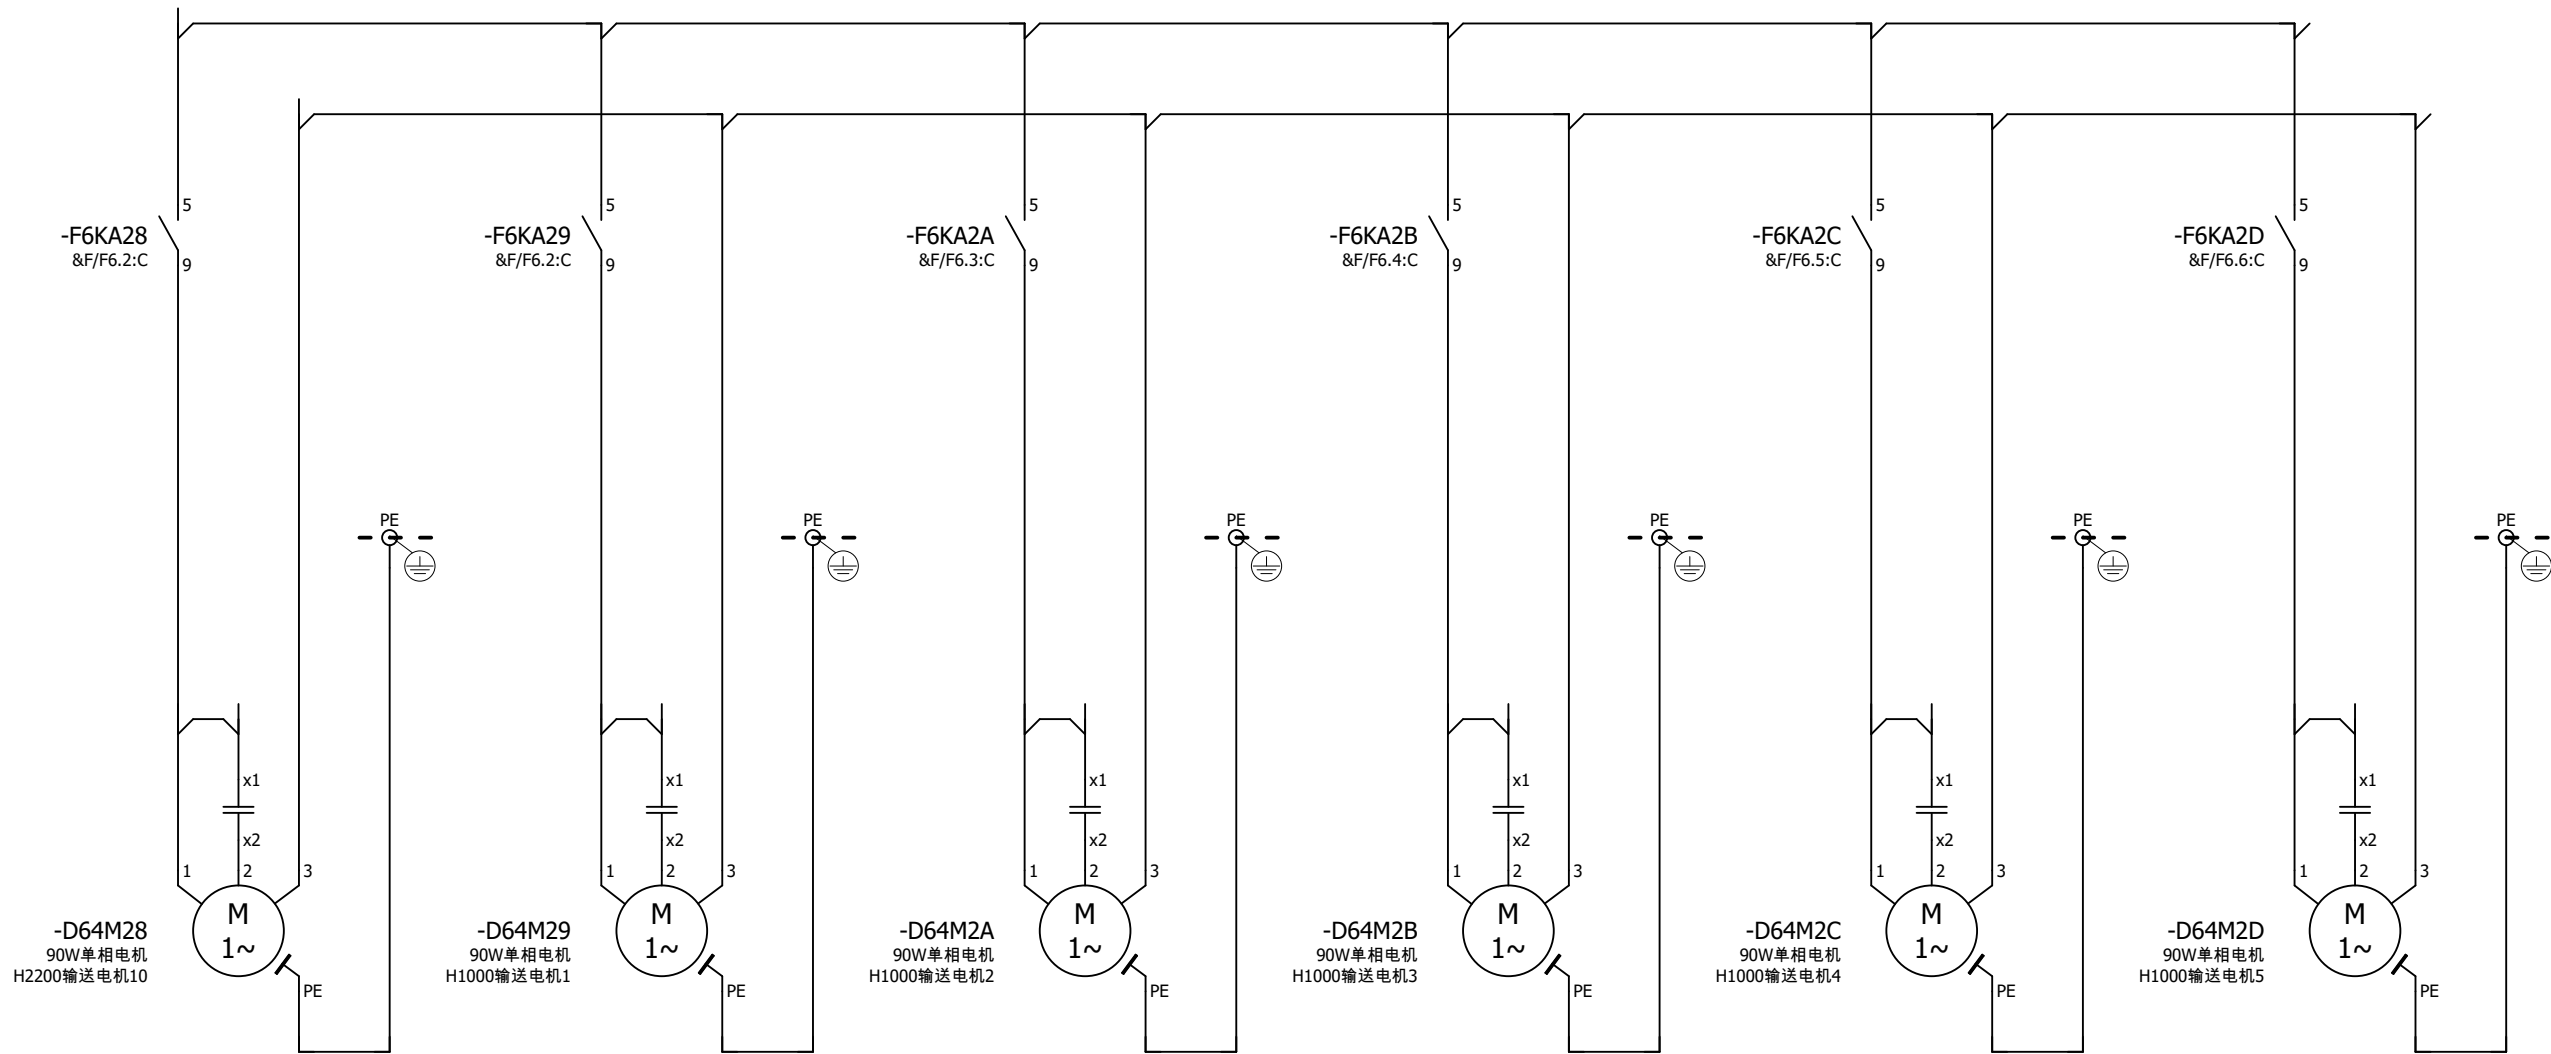 5
-F6KA28
&F/F6.2:C
9
5
-F6KA29
&F/F6.2:C
9
5
-F6KA2A
&F/F6.3:C
9
5
-F6KA2B
&F/F6.4:C
9
5
-F6KA2C
&F/F6.5:C
9
5
-F6KA2D
&F/F6.6:C
9
PE
PE
PE
PE
PE
PE
x1
x2
1
2
3
M
1~
-D64M28
90W单相电机
H2200输送电机10
PE
x1
x2
1
2
3
M
1~
-D64M29
90W单相电机
H1000输送电机1
PE
x1
x2
1
2
3
M
1~
-D64M2A
90W单相电机
H1000输送电机2
PE
x1
x2
1
2
3
M
1~
-D64M2B
90W单相电机
H1000输送电机3
PE
x1
x2
1
2
3
M
1~
-D64M2C
90W单相电机
H1000输送电机4
PE
x1
x2
1
2
3
M
1~
-D64M2D
90W单相电机
H1000输送电机5
PE